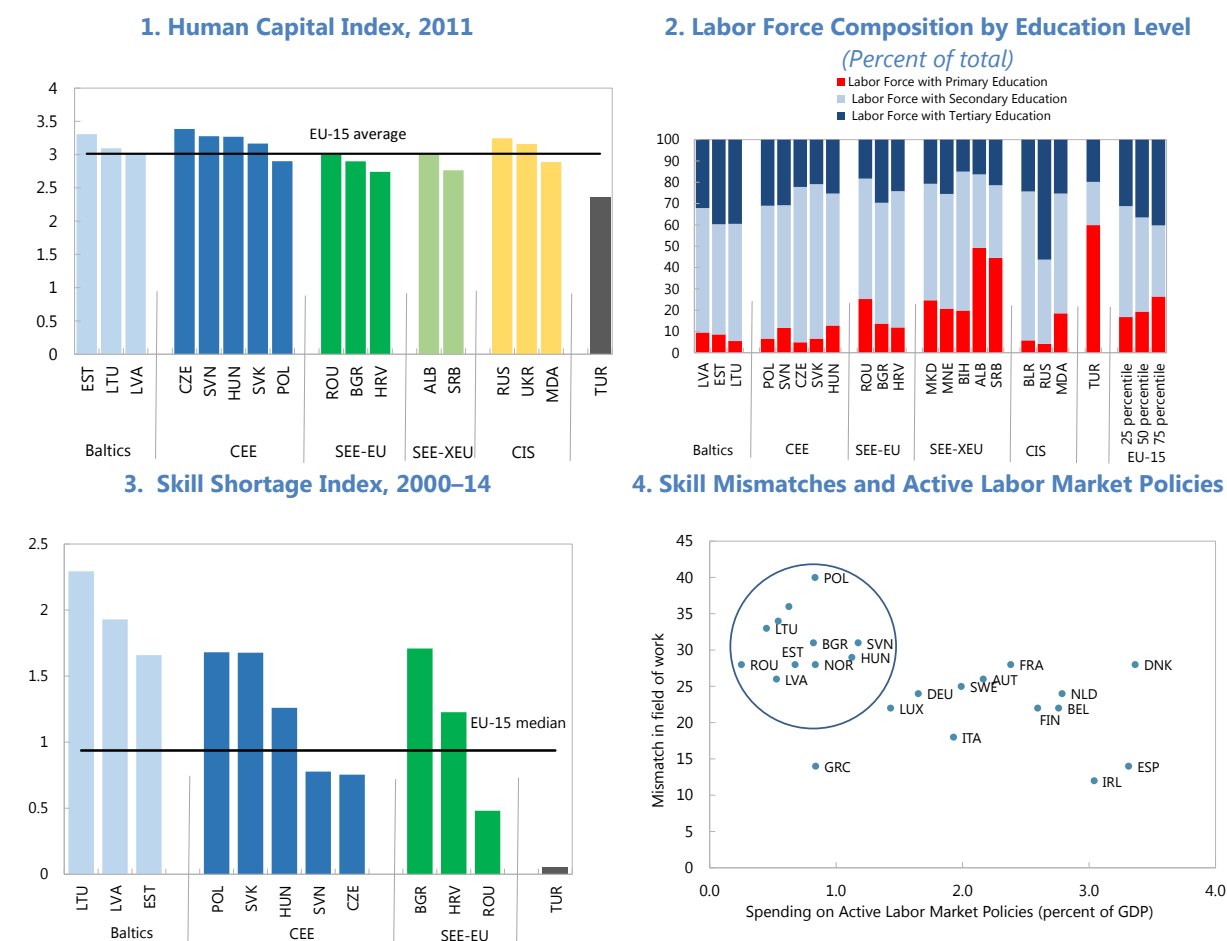 1. Human Capital Index, 2011
4
3.5
3
2.5
2
1.5
1
0.5
0
EU-15 average
EST LTU LVA CZE SVN HUN SVK POL ROU BGR HRV ALB SRB RUS UKR MDA TUR
Baltics CEE SEE-EU SEE-XEU CIS
2. Labor Force Composition by Education Level
(Percent of total)
Labor Force with Primary Education
Labor Force with Secondary Education
Labor Force with Tertiary Education
100
90
80
70
60
50
40
30
20
10
0
LVA EST LTU POL SVN CZE SVK HUN ROU BGR HRV MKD MNE BIH ALB SRB BLR RUS MDA TUR 25 percentile 50 percentile 75 percentile
Baltics CEE SEE-EU SEE-XEU CIS EU-15
3. Skill Shortage Index, 2000–14
2.5
2
1.5
1
0.5
0
EU-15 median
LTU LVA EST POL SVK HUN SVN CZE BGR HRV ROU TUR
Baltics CEE SEE-EU
4. Skill Mismatches and Active Labor Market Policies
Mismatch in field of work
45
40
35
30
25
20
15
10
5
0
POL
LTU
BGR SVN
EST HUN
ROU NOR FRA DNK
LVA SWE AUT
DEU NLD
LUX BEL
FIN
ITA
GRC ESP
IRL
0.0 1.0 2.0 3.0 4.0
Spending on Active Labor Market Policies (percent of GDP)